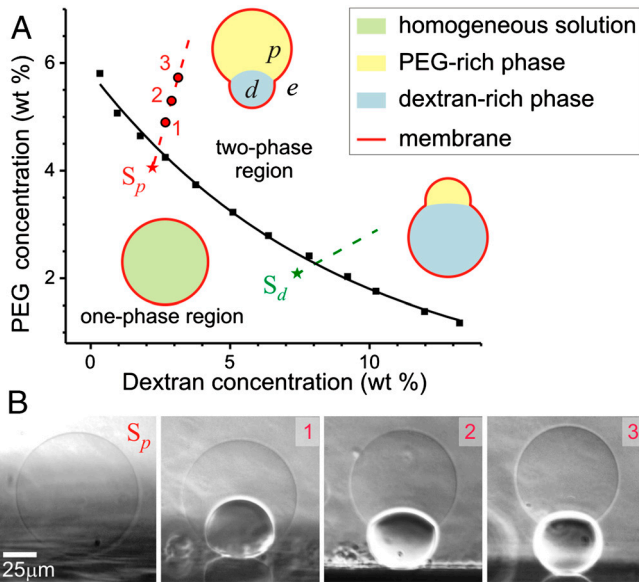 A
PEG concentration (wt %)
6
4
2
0
5
10
Dextran concentration (wt %)
3
2
1
Sp
Sd
p
d
e
two-phase
region
one-phase region
homogeneous solution
PEG-rich phase
dextran-rich phase
membrane
B
Sp
25μm
1
2
3